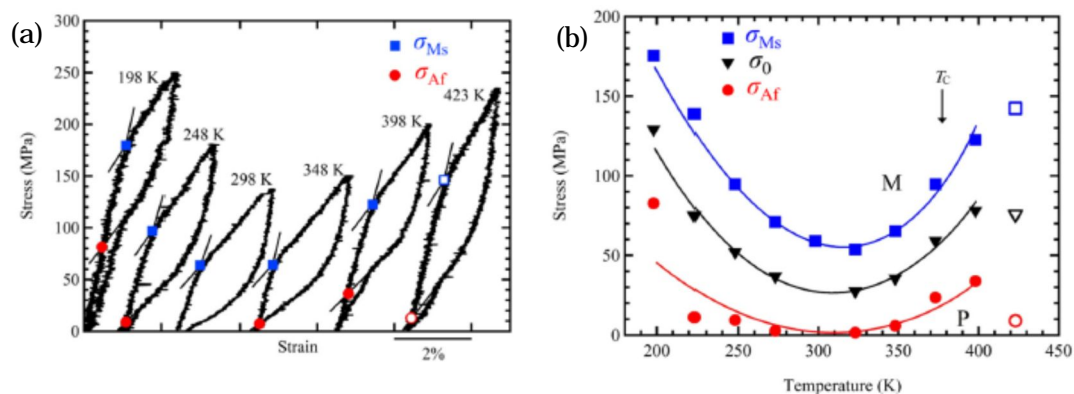 (a)
300
250
200
150
100
50
0
Stress (MPa)
Strain
2%
σMs
σAf
198 K
248 K
298 K
348 K
398 K
423 K
(b)
200
150
100
50
0
Stress (MPa)
200 250 300 350 400 450
Temperature (K)
σMs
σ0
σAf
TC
M
P